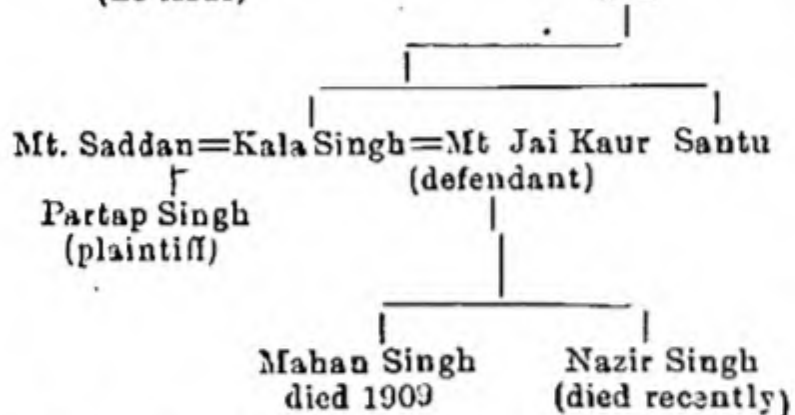 Mt. Saddan=Kala Singh=Mt Jai Kaur Santu
(defendant)
Partap Singh
(plaintiff)
Mahan Singh Nazir Singh
died 1909 (died recently)